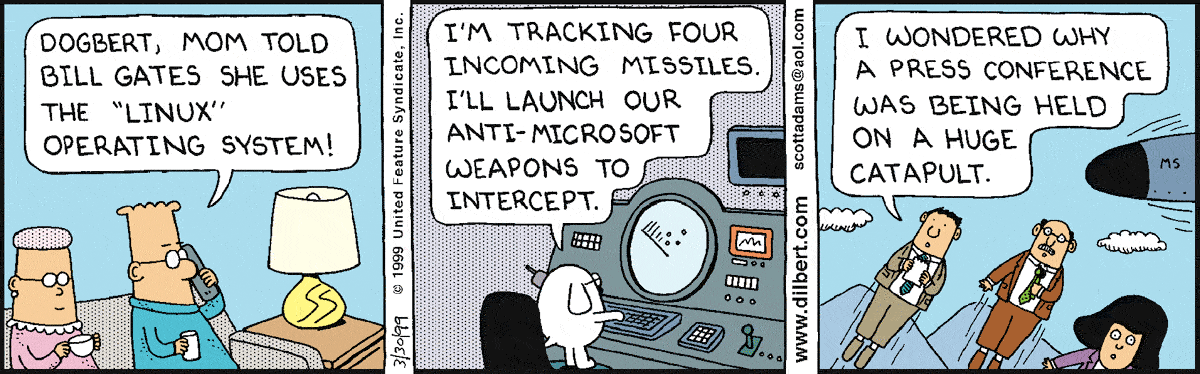 DOGBERT, MOM TOLD
BILL GATES SHE USES
THE "LINUX"
OPERATING SYSTEM!
3/30/99 © 1999 United Feature Syndicate, Inc.
I'M TRACKING FOUR
INCOMING MISSILES.
I'LL LAUNCH OUR
ANTI-MICROSOFT
WEAPONS TO
INTERCEPT.
www.dilbert.com scottadams@aol.com
I WONDERED WHY
A PRESS CONFERENCE
WAS BEING HELD
ON A HUGE
CATAPULT.
MS